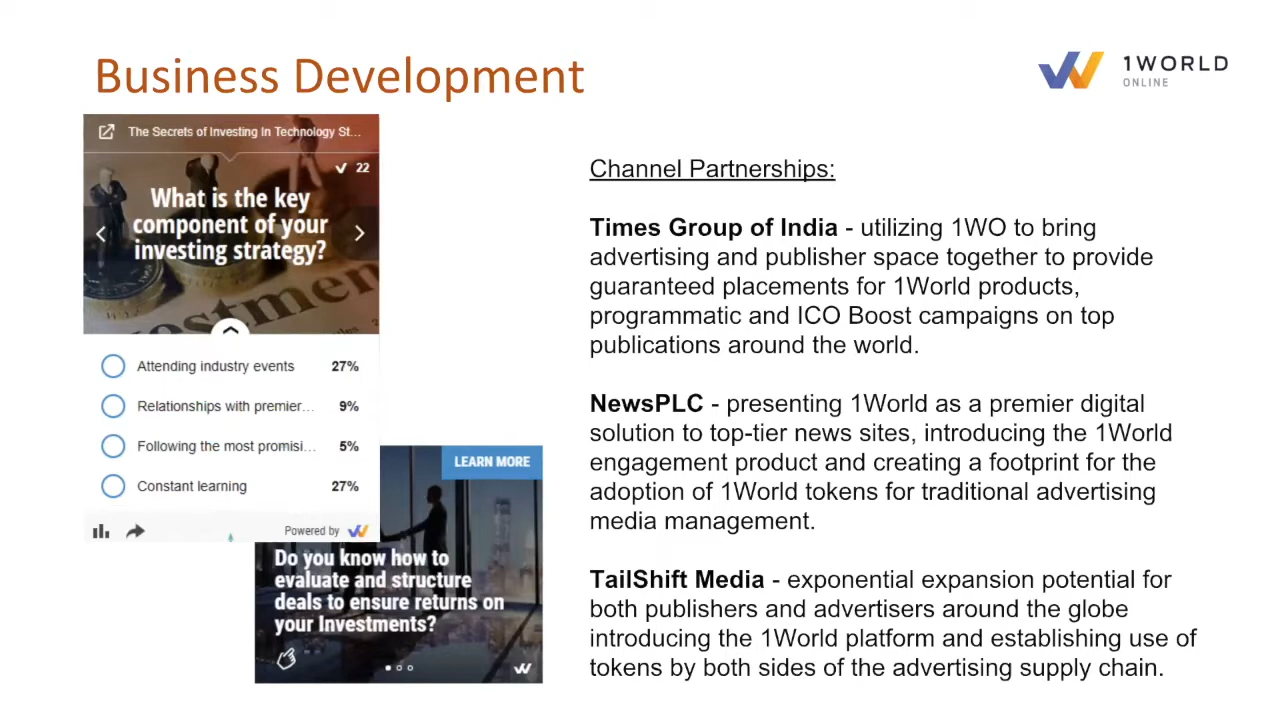 Business Development
1WORLD
ONLINE
The Secrets of Investing In Technology St...
22
What is the key
component of your
investing strategy?
Attending industry events 27%
Relationships with premier... 9%
Following the most promisi... 5%
Constant learning 27%
Powered by
LEARN MORE
Do you know how to
evaluate and structure
deals to ensure returns on
your Investments?
Channel Partnerships:
Times Group of India - utilizing 1WO to bring
advertising and publisher space together to provide
guaranteed placements for 1World products,
programmatic and ICO Boost campaigns on top
publications around the world.
NewsPLC - presenting 1World as a premier digital
solution to top-tier news sites, introducing the 1World
engagement product and creating a footprint for the
adoption of 1World tokens for traditional advertising
media management.
TailShift Media - exponential expansion potential for
both publishers and advertisers around the globe
introducing the 1World platform and establishing use of
tokens by both sides of the advertising supply chain.